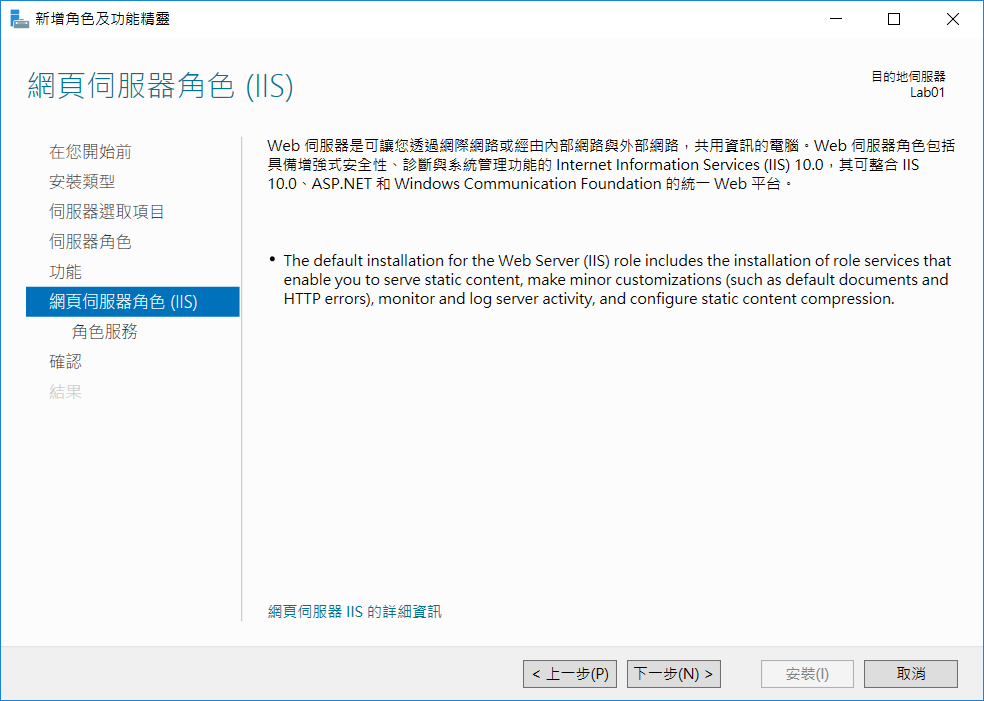 新增角色及功能精靈
網頁伺服器角色 (IIS)
目的地伺服器
Lab01
在您開始前
安裝類型
伺服器選取項目
伺服器角色
功能
網頁伺服器角色 (IIS)
角色服務
確認
結果
Web 伺服器是可讓您透過網際網路或經由內部網路與外部網路，共用資訊的電腦。Web 伺服器角色包括
具備增強式安全性、診斷與系統管理功能的 Internet Information Services (IIS) 10.0，其可整合 IIS
10.0、ASP.NET 和 Windows Communication Foundation 的統一 Web 平台。
• The default installation for the Web Server (IIS) role includes the installation of role services that
enable you to serve static content, make minor customizations (such as default documents and
HTTP errors), monitor and log server activity, and configure static content compression.
網頁伺服器 IIS 的詳細資訊
< 上一步(P)
下一步(N) >
安裝(I)
取消